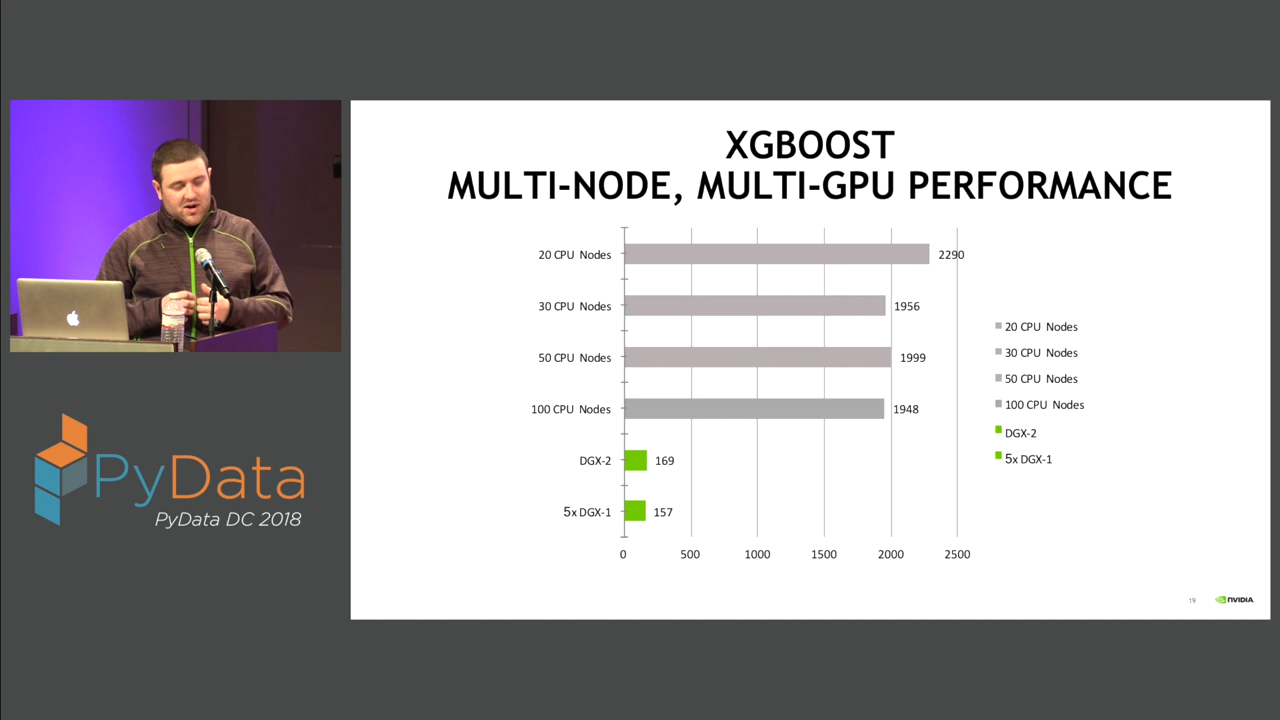 XGBOOST
MULTI-NODE, MULTI-GPU PERFORMANCE
20 CPU Nodes
2290
30 CPU Nodes
1956
50 CPU Nodes
1999
100 CPU Nodes
1948
DGX-2
169
5x DGX-1
157
0
500
1000
1500
2000
2500
20 CPU Nodes
30 CPU Nodes
50 CPU Nodes
100 CPU Nodes
DGX-2
5x DGX-1
19
NVIDIA
PyData
PyData DC 2018